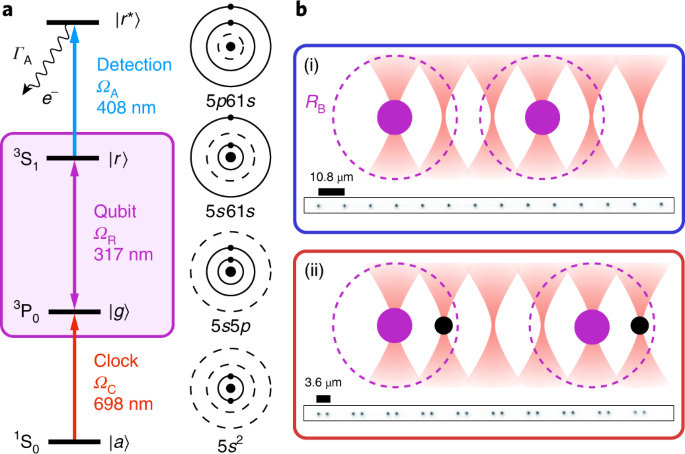 a
|r*⟩
Γ_A
e⁻
Detection
Ω_A
408 nm
5p61s
³S₁
|r⟩
5s61s
Qubit
Ω_R
317 nm
³P₀
|g⟩
5s5p
Clock
Ω_C
698 nm
¹S₀
|a⟩
5s²
b
(i)
R_B
10.8 μm
(ii)
3.6 μm